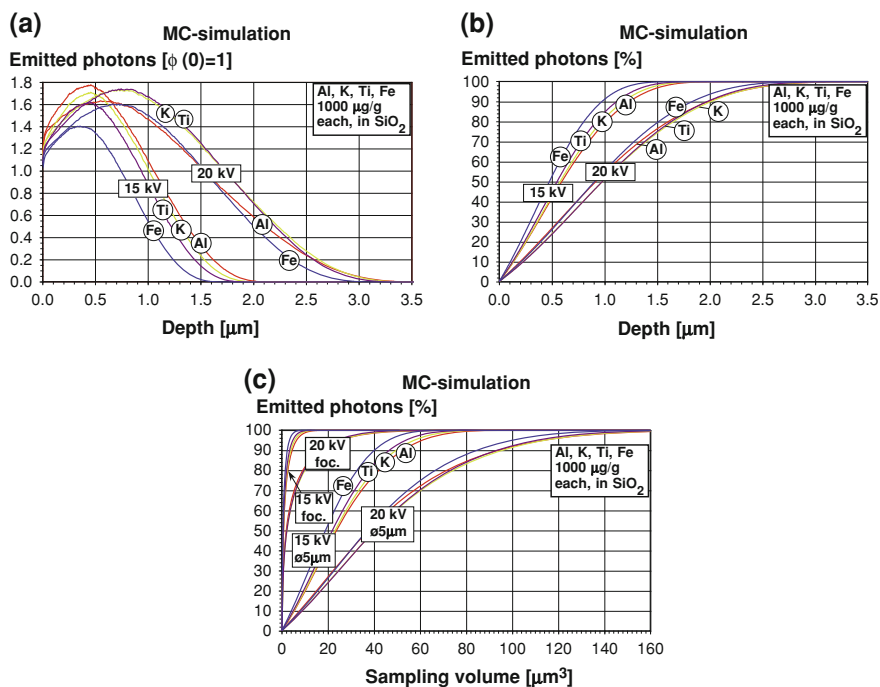 (a)
MC-simulation
Emitted photons [ϕ (0)=1]
1.8
1.6
1.4
1.2
1.0
0.8
0.6
0.4
0.2
0.0
Al, K, Ti, Fe
1000 µg/g
each, in SiO2
K
Ti
20 kV
15 kV
Ti
Fe
K
Al
Al
Fe
0.0 0.5 1.0 1.5 2.0 2.5 3.0 3.5
Depth [µm]
(b)
MC-simulation
Emitted photons [%]
100
90
80
70
60
50
40
30
20
10
0
Al, K, Ti, Fe
1000 µg/g
each, in SiO2
Al
K
Ti
Fe
Fe
K
Ti
Al
20 kV
15 kV
0.0 0.5 1.0 1.5 2.0 2.5 3.0 3.5
Depth [µm]
(c)
MC-simulation
Emitted photons [%]
100
90
80
70
60
50
40
30
20
10
0
20 kV
foc.
15 kV
foc.
Al
K
Ti
Fe
Al, K, Ti, Fe
1000 µg/g
each, in SiO2
20 kV
ø5µm
15 kV
ø5µm
0 20 40 60 80 100 120 140 160
Sampling volume [µm³]